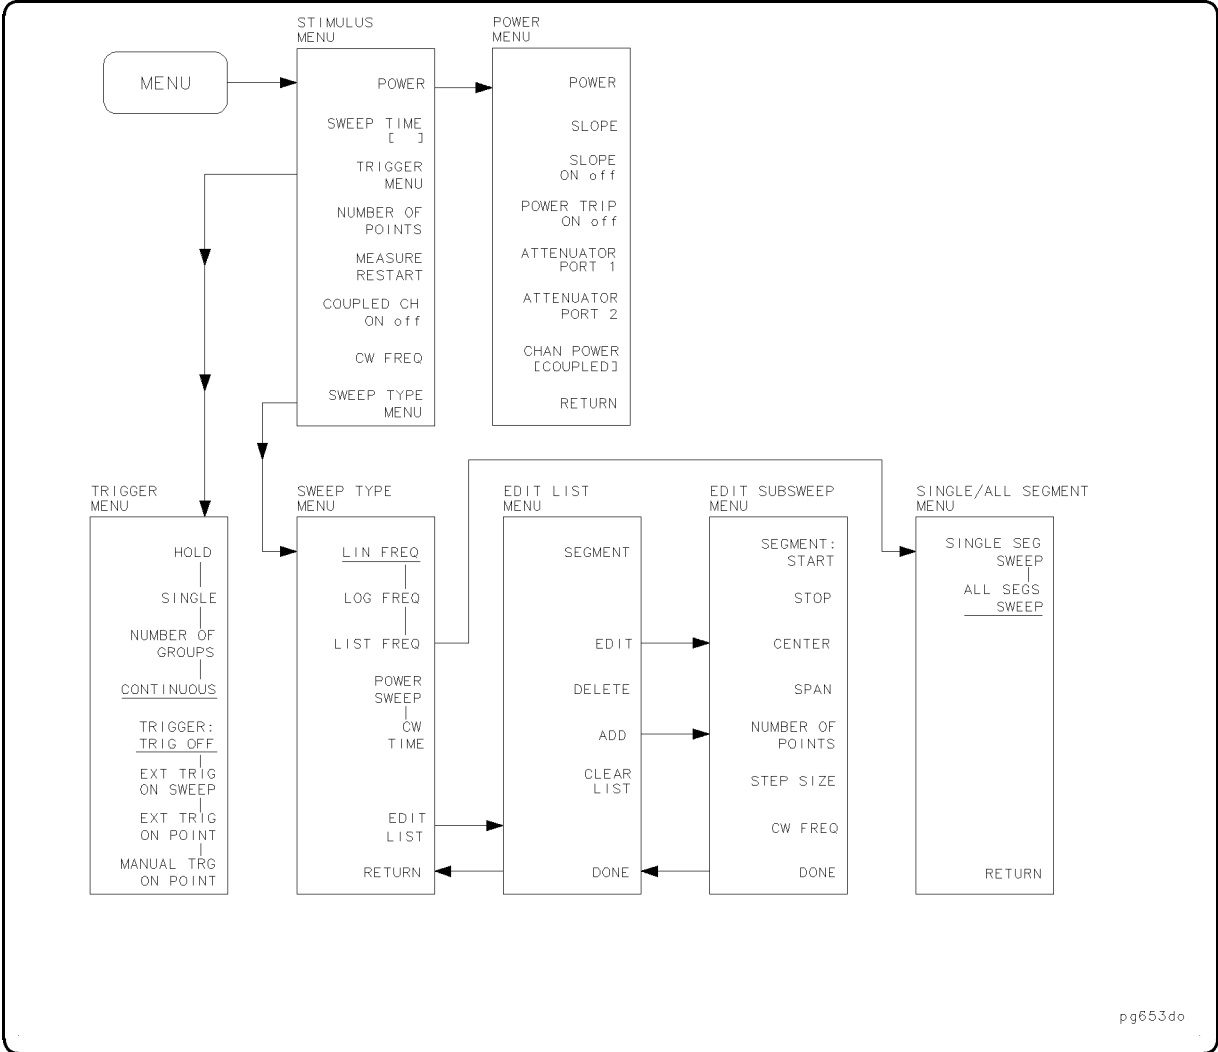 MENU
STIMULUS
MENU
POWER
SWEEP TIME
[  ]
TRIGGER
MENU
NUMBER OF
POINTS
MEASURE
RESTART
COUPLED CH
ON off
CW FREQ
SWEEP TYPE
MENU
POWER
MENU
POWER
SLOPE
SLOPE
ON off
POWER TRIP
ON off
ATTENUATOR
PORT 1
ATTENUATOR
PORT 2
CHAN POWER
[COUPLED]
RETURN
TRIGGER
MENU
HOLD
SINGLE
NUMBER OF
GROUPS
CONTINUOUS
TRIGGER:
TRIG OFF
EXT TRIG
ON SWEEP
EXT TRIG
ON POINT
MANUAL TRG
ON POINT
SWEEP TYPE
MENU
LIN FREQ
LOG FREQ
LIST FREQ
POWER
SWEEP
CW
TIME
EDIT
LIST
RETURN
EDIT LIST
MENU
SEGMENT
EDIT
DELETE
ADD
CLEAR
LIST
DONE
EDIT SUBSWEEP
MENU
SEGMENT:
START
STOP
CENTER
SPAN
NUMBER OF
POINTS
STEP SIZE
CW FREQ
DONE
SINGLE/ALL SEGMENT
MENU
SINGLE SEG
SWEEP
ALL SEGS
SWEEP
RETURN
pg653do